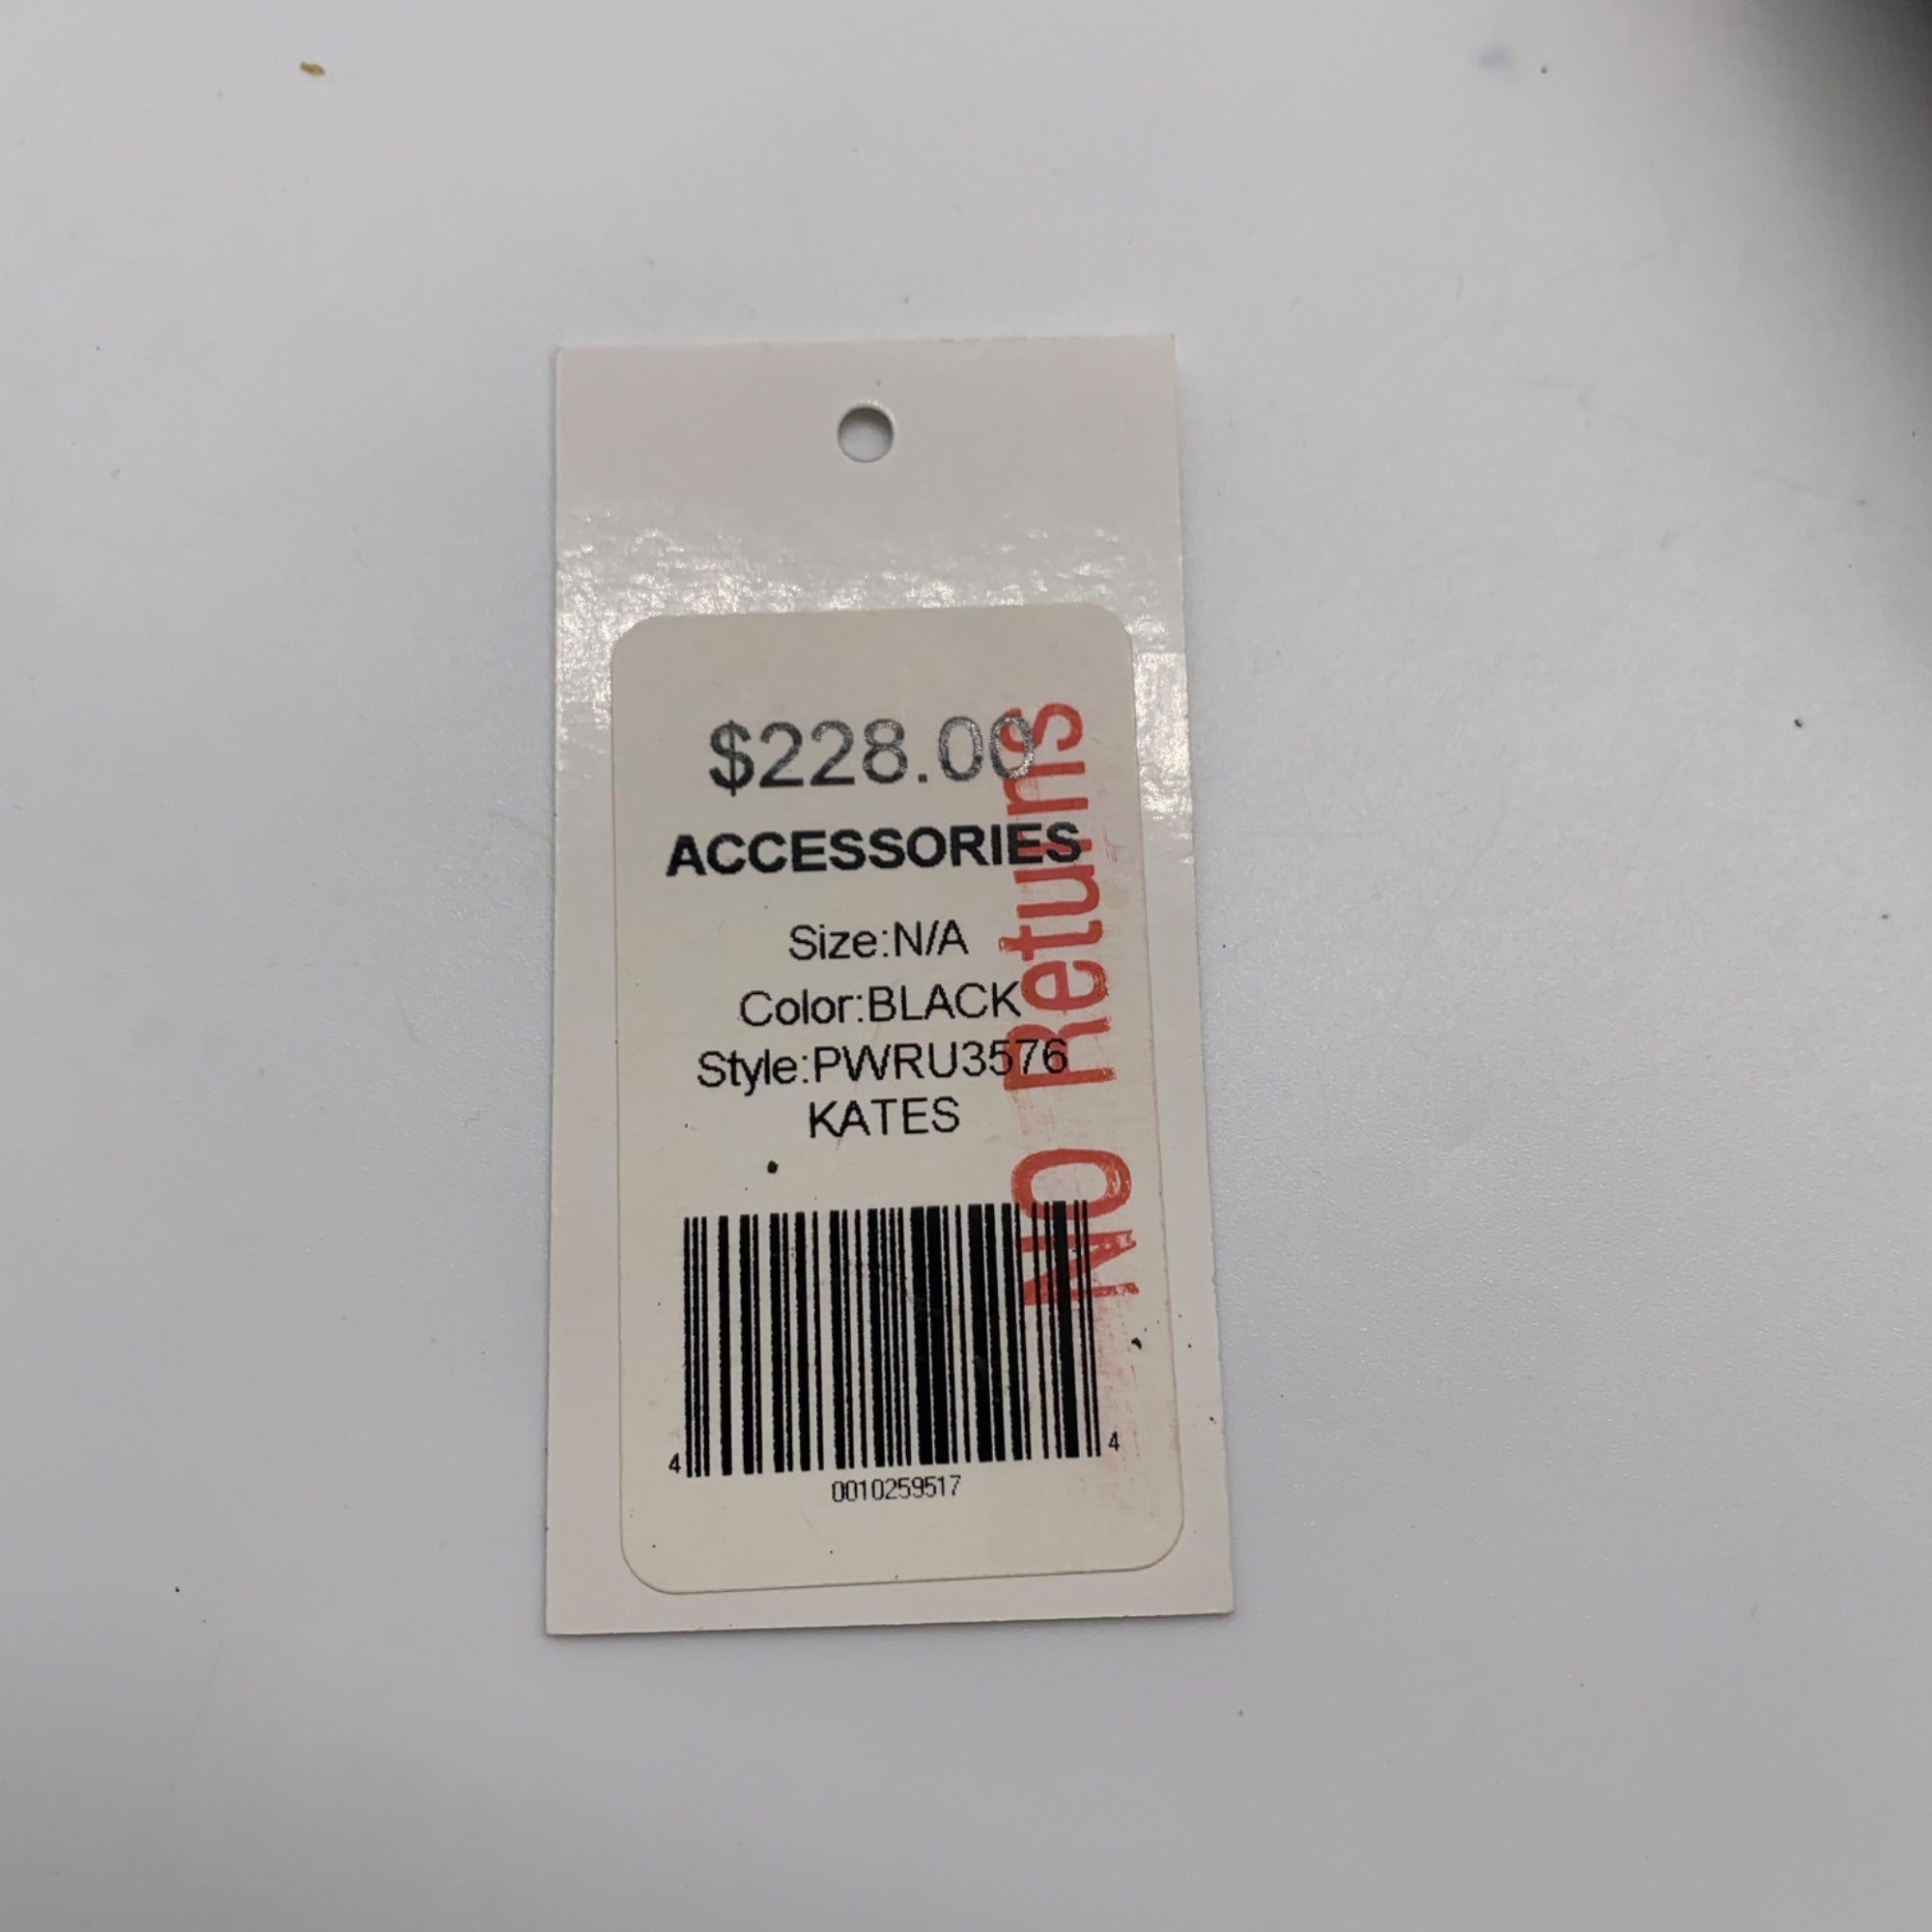 $228.00
ACCESSORIES
Size:N/A
Color:BLACK
Style:PWRU3576
KATES
No Returns
4 4
0010259517